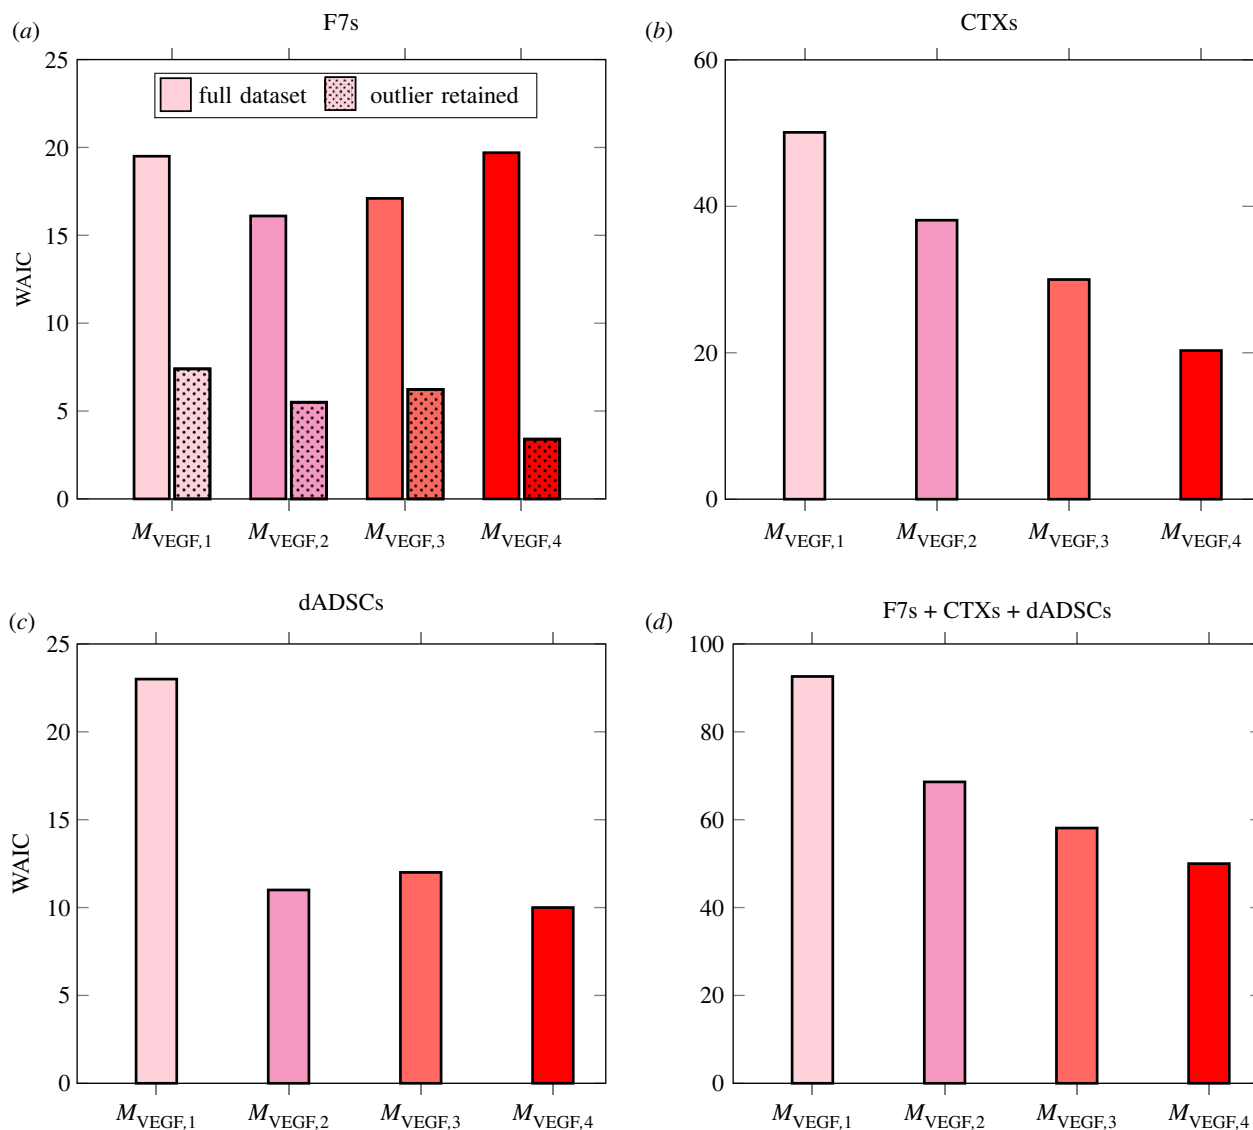 (a)
F7s
25
20
15
10
5
0
WAIC
full dataset
outlier retained
M_VEGF,1 M_VEGF,2 M_VEGF,3 M_VEGF,4
(b)
CTXs
60
40
20
0
M_VEGF,1 M_VEGF,2 M_VEGF,3 M_VEGF,4
(c)
dADSCs
25
20
15
10
5
0
WAIC
M_VEGF,1 M_VEGF,2 M_VEGF,3 M_VEGF,4
(d)
F7s + CTXs + dADSCs
100
80
60
40
20
0
M_VEGF,1 M_VEGF,2 M_VEGF,3 M_VEGF,4